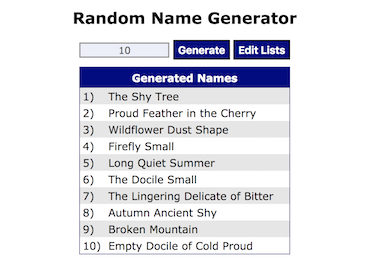 Random Name Generator
10 Generate Edit Lists
Generated Names
1) The Shy Tree
2) Proud Feather in the Cherry
3) Wildflower Dust Shape
4) Firefly Small
5) Long Quiet Summer
6) The Docile Small
7) The Lingering Delicate of Bitter
8) Autumn Ancient Shy
9) Broken Mountain
10) Empty Docile of Cold Proud